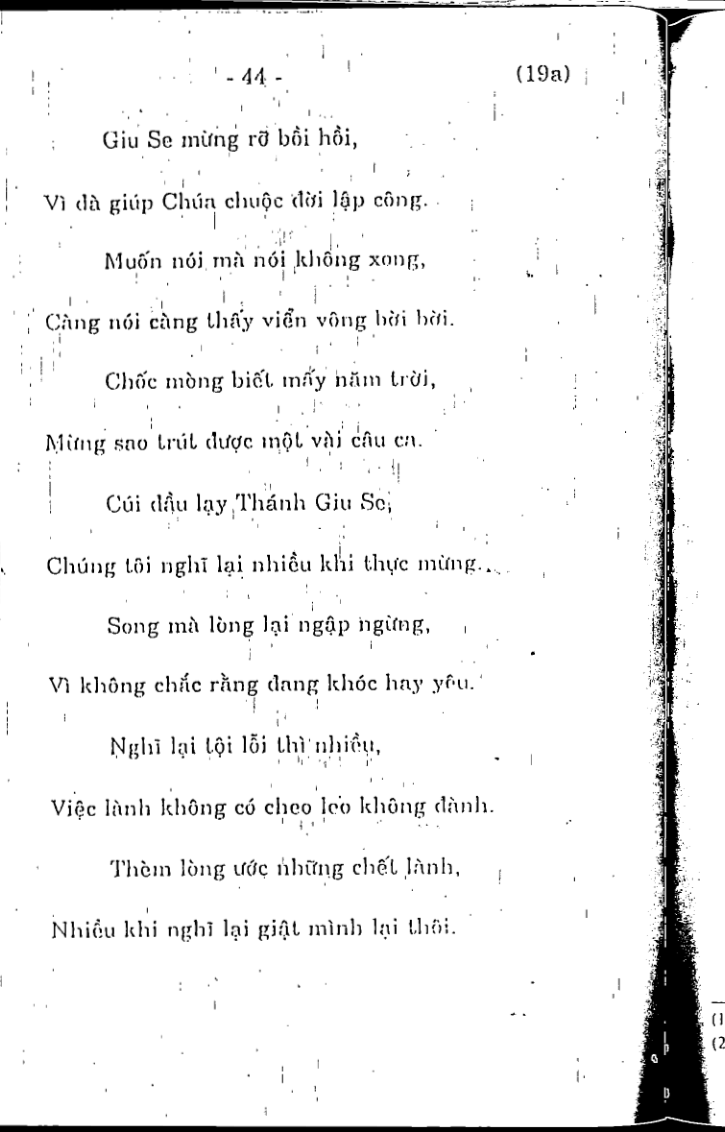 - 44 -
(19a)
Giu Se mừng rỡ bồi hồi,
Vì dà giúp Chúa chuộc đời lập công.
Muốn nói mà nói không xong,
Càng nói càng thấy viển vông bời bời.
Chốc mòng biết mấy năm trời,
Mừng sao trút được một vài câu ca.
Cúi đầu lạy Thánh Giu Se,
Chúng tôi nghĩ lại nhiều khi thực mừng.
Song mà lòng lại ngập ngừng,
Vì không chắc rằng đang khóc hay yêu.
Nghĩ lại tội lỗi thì nhiều,
Việc lành không có cheo leo không đành.
Thèm lòng ước những chết lành,
Nhiều khi nghĩ lại giật mình lại thôi.
(1
(2